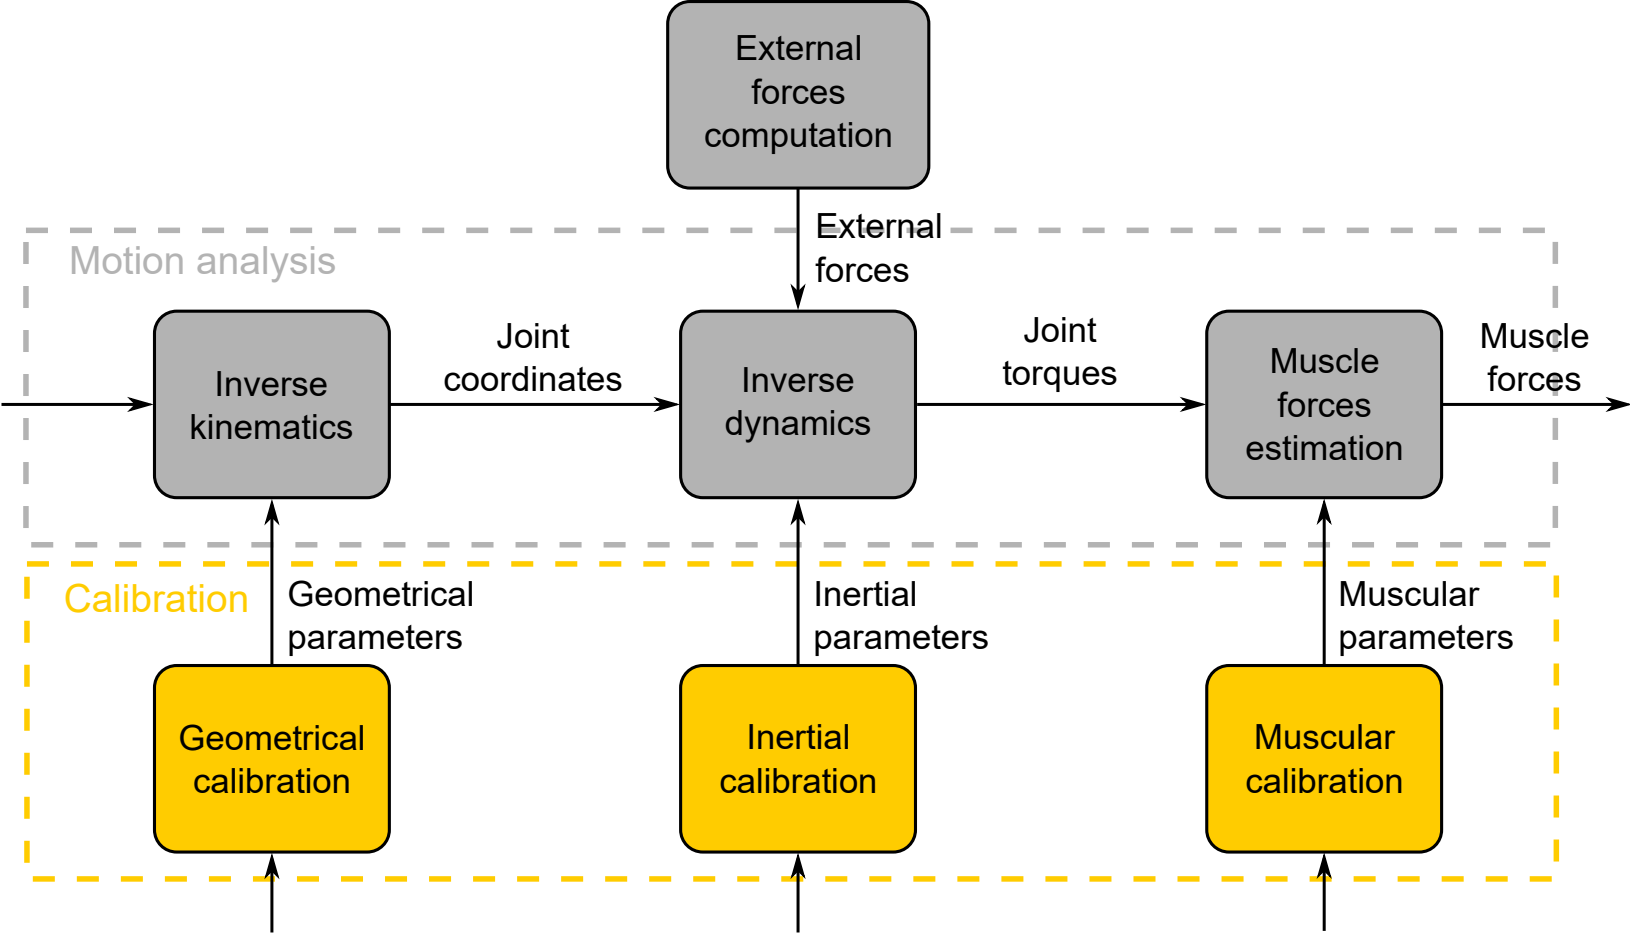 External
forces
computation
External
forces
Motion analysis
Inverse
kinematics
Joint
coordinates
Inverse
dynamics
Joint
torques
Muscle
forces
estimation
Muscle
forces
Calibration
Geometrical
parameters
Inertial
parameters
Muscular
parameters
Geometrical
calibration
Inertial
calibration
Muscular
calibration